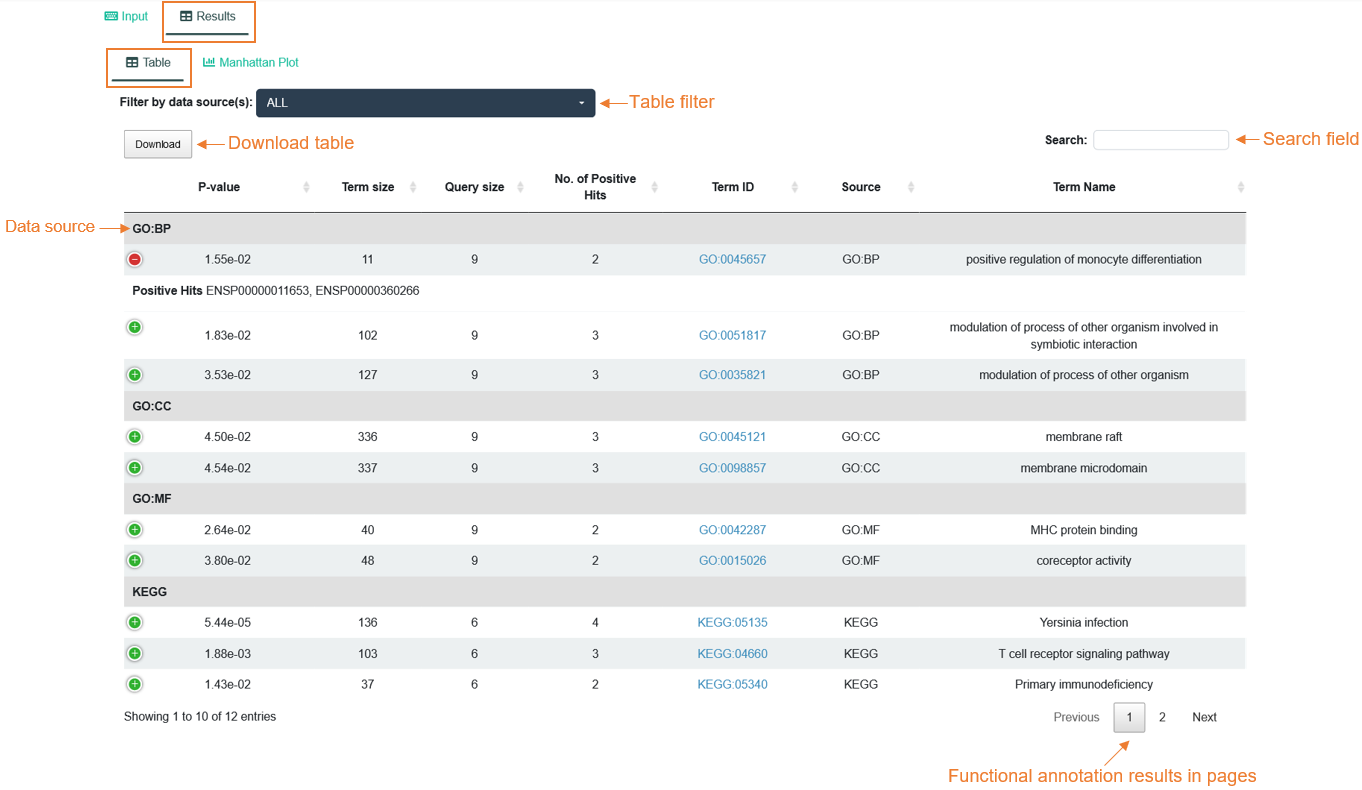 Input
Results
Table
Manhattan Plot
Filter by data source(s):
ALL
Table filter
Download
Download table
Search:
Search field
P-value
Term size
Query size
No. of Positive
Hits
Term ID
Source
Term Name
Data source
GO:BP
1.55e-02 11 9 2 GO:0045657 GO:BP positive regulation of monocyte differentiation
Positive Hits ENSP00000011653, ENSP00000360266
1.83e-02 102 9 3 GO:0051817 GO:BP modulation of process of other organism involved in
symbiotic interaction
3.53e-02 127 9 3 GO:0035821 GO:BP modulation of process of other organism
GO:CC
4.50e-02 336 9 3 GO:0045121 GO:CC membrane raft
4.54e-02 337 9 3 GO:0098857 GO:CC membrane microdomain
GO:MF
2.64e-02 40 9 2 GO:0042287 GO:MF MHC protein binding
3.80e-02 48 9 2 GO:0015026 GO:MF coreceptor activity
KEGG
5.44e-05 136 6 4 KEGG:05135 KEGG Yersinia infection
1.88e-03 103 6 3 KEGG:04660 KEGG T cell receptor signaling pathway
1.43e-02 37 6 2 KEGG:05340 KEGG Primary immunodeficiency
Showing 1 to 10 of 12 entries
Previous 1 2 Next
Functional annotation results in pages